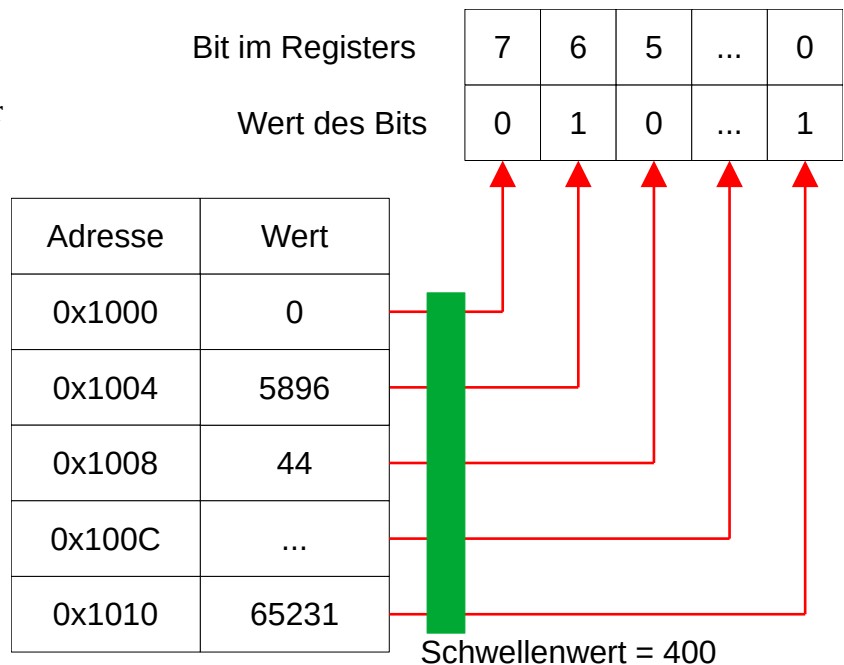 Bit im Registers 7 6 5 ... 0
Wert des Bits 0 1 0 ... 1
Adresse Wert
0x1000 0
0x1004 5896
0x1008 44
0x100C ...
0x1010 65231
Schwellenwert = 400